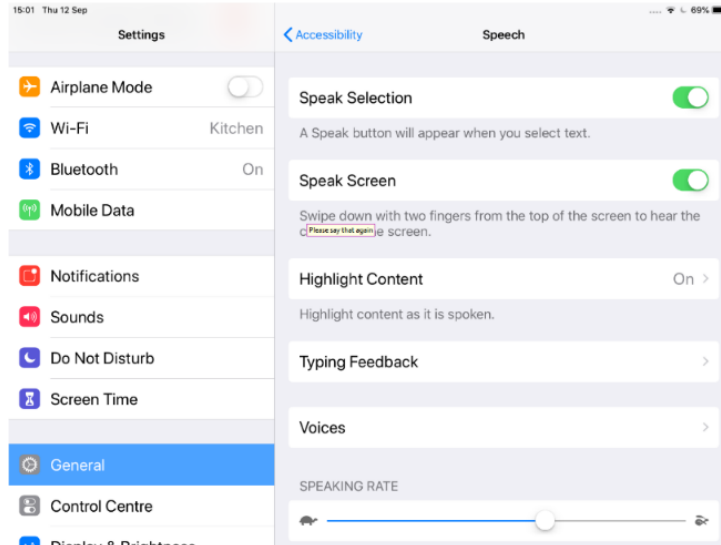 15:01 Thu 12 Sep
69%
Settings
Accessibility
Speech
Airplane Mode
Wi-Fi
Kitchen
Bluetooth
On
Mobile Data
Notifications
Sounds
Do Not Disturb
Screen Time
General
Control Centre
Display & Brightness
Speak Selection
A Speak button will appear when you select text.
Speak Screen
Swipe down with two fingers from the top of the screen to hear the
Please say that again
screen.
Highlight Content
On
Highlight content as it is spoken.
Typing Feedback
Voices
SPEAKING RATE